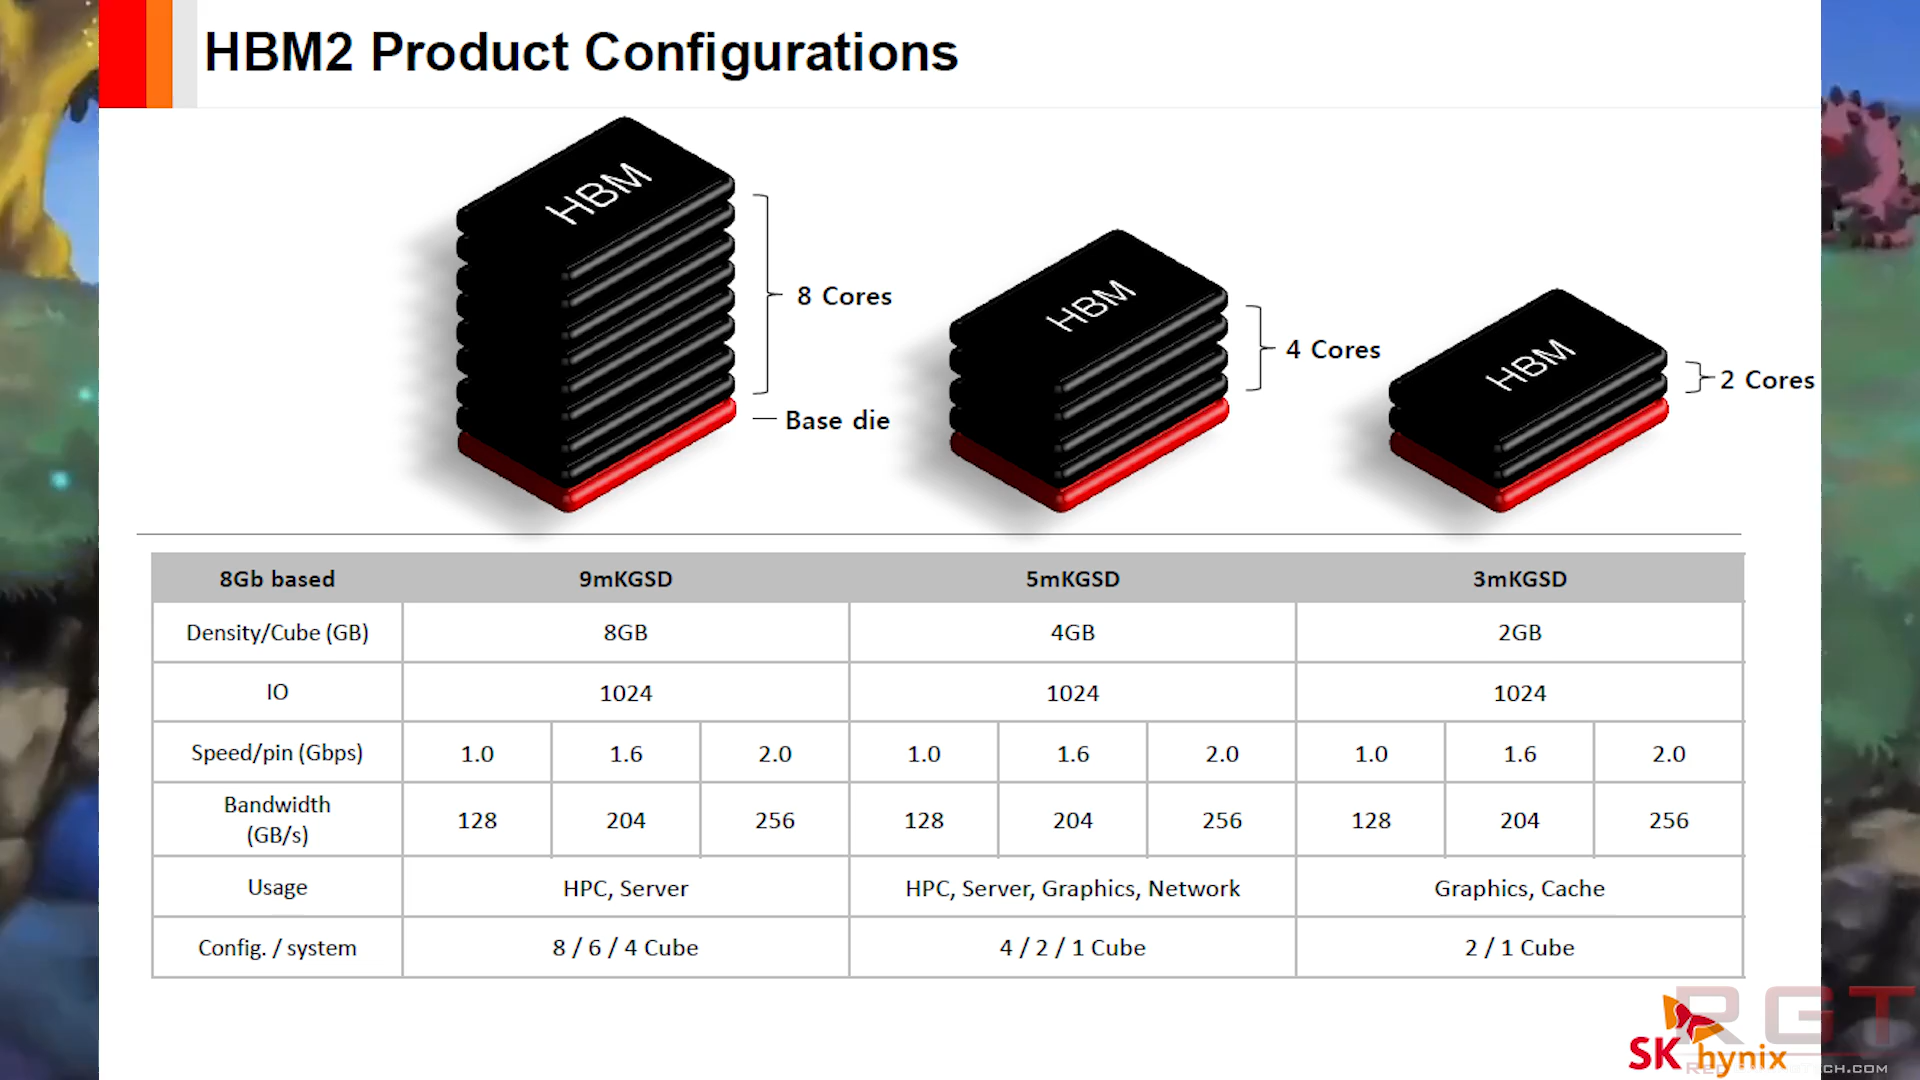 HBM2 Product Configurations
HBM
8 Cores
Base die
HBM
4 Cores
HBM
2 Cores
8Gb based 9mKGSD 5mKGSD 3mKGSD
Density/Cube (GB) 8GB 4GB 2GB
IO 1024 1024 1024
Speed/pin (Gbps) 1.0 1.6 2.0 1.0 1.6 2.0 1.0 1.6 2.0
Bandwidth
(GB/s) 128 204 256 128 204 256 128 204 256
Usage HPC, Server HPC, Server, Graphics, Network Graphics, Cache
Config. / system 8 / 6 / 4 Cube 4 / 2 / 1 Cube 2 / 1 Cube
RGT
SK hynix